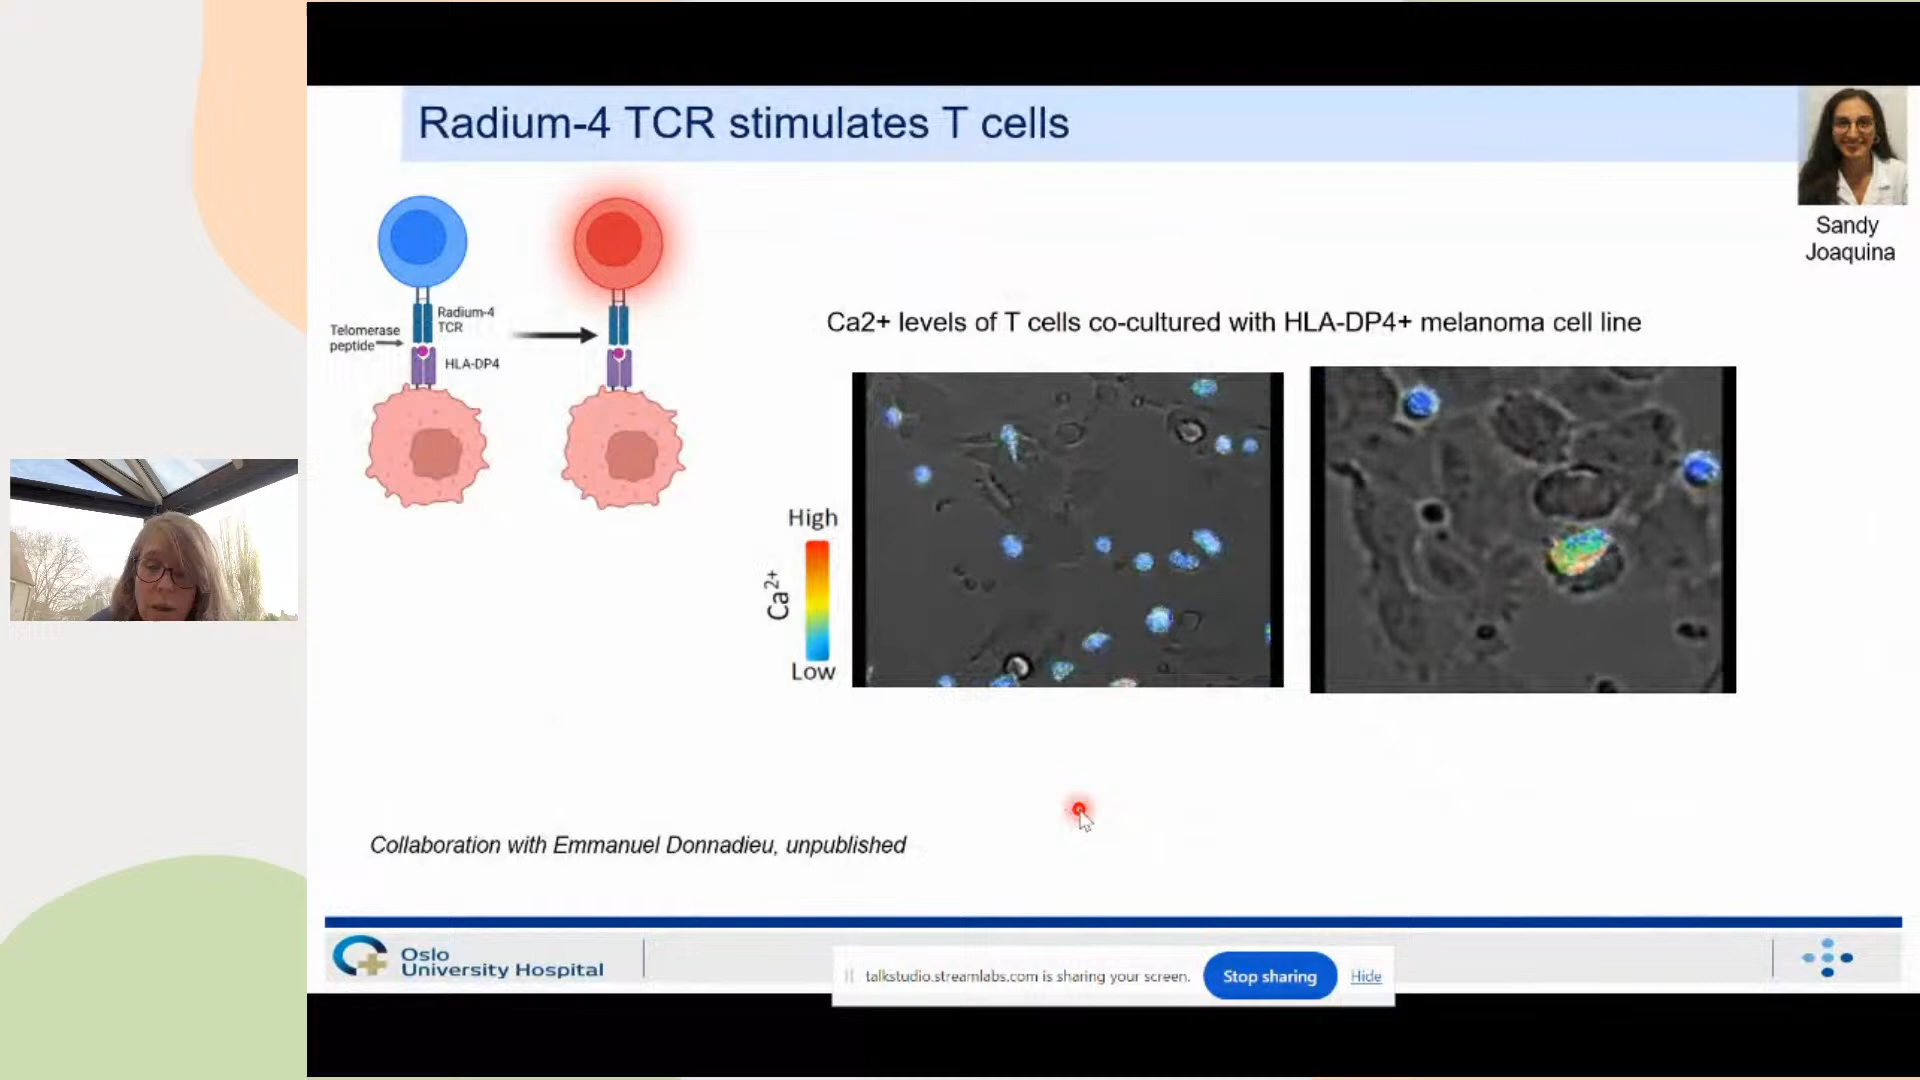 Radium-4 TCR stimulates T cells
Sandy
Joaquina
Radium-4
TCR
Telomerase
peptide
HLA-DP4
Ca2+ levels of T cells co-cultured with HLA-DP4+ melanoma cell line
High
Ca2+
Low
Collaboration with Emmanuel Donnadieu, unpublished
Oslo
University Hospital
talkstudio.streamlabs.com is sharing your screen.
Stop sharing
Hide